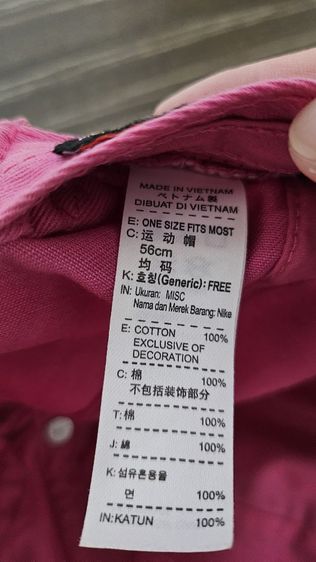 MADE IN VIETNAM
ベトナム製
DIBUAT DI VIETNAM
E: ONE SIZE FITS MOST
C: 运动帽
56cm
均码
K: 호칭(Generic): FREE
IN: Ukuran: MISC
Nama dan Merek Barang: Nike
E: COTTON 100%
EXCLUSIVE OF
DECORATION
C: 棉 100%
不包括装饰部分
T: 棉 100%
J: 綿 100%
K: 섬유혼용율
면 100%
IN: KATUN 100%